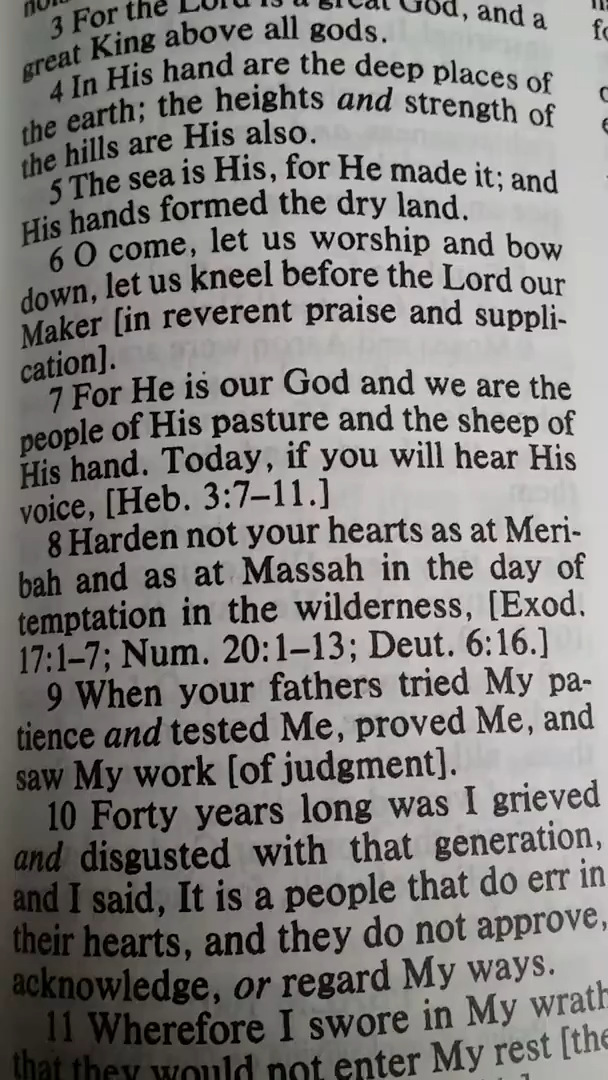 3 For the Lord is a great God, and a
great King above all gods.
4 In His hand are the deep places of
the earth; the heights and strength of
the hills are His also.
5 The sea is His, for He made it; and
His hands formed the dry land.
6 O come, let us worship and bow
down, let us kneel before the Lord our
Maker [in reverent praise and suppli-
cation].
7 For He is our God and we are the
people of His pasture and the sheep of
His hand. Today, if you will hear His
voice, [Heb. 3:7–11.]
8 Harden not your hearts as at Meri-
bah and as at Massah in the day of
temptation in the wilderness, [Exod.
17:1–7; Num. 20:1–13; Deut. 6:16.]
9 When your fathers tried My pa-
tience and tested Me, proved Me, and
saw My work [of judgment].
10 Forty years long was I grieved
and disgusted with that generation,
and I said, It is a people that do err in
their hearts, and they do not approve,
acknowledge, or regard My ways.
11 Wherefore I swore in My wrath
that they would not enter My rest [the